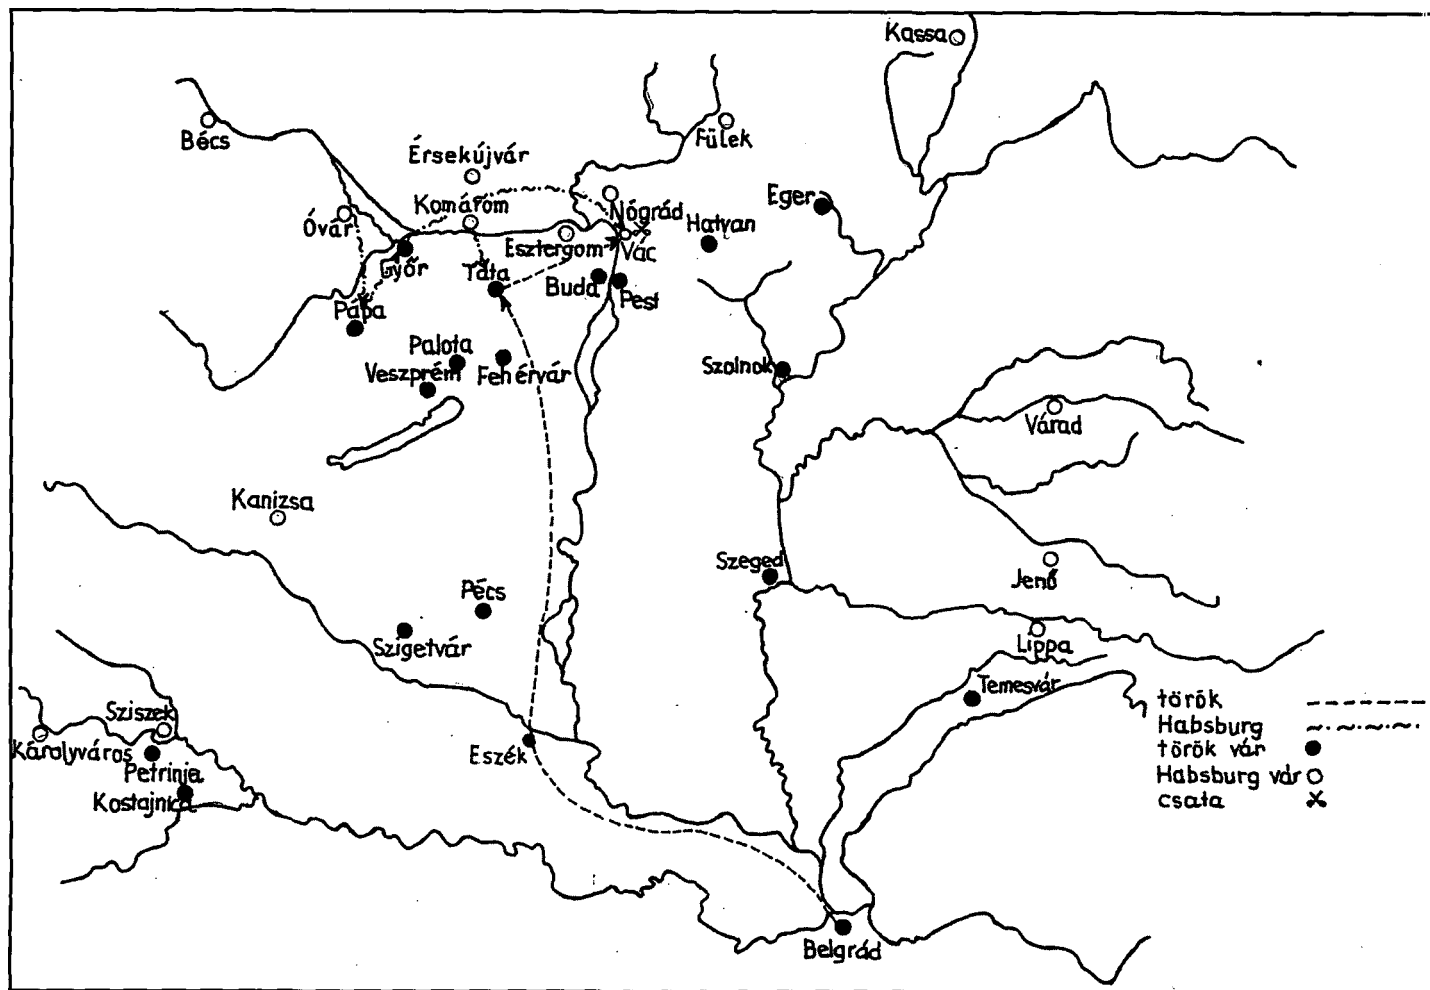 Kassa
Bécs
Fülek
Érsekújvár
Eger
Komárom
Nógrád
Óvár
Hatvan
Esztergom
Vác
Győr
Tata
Buda
Pest
Pápa
Palota
Szolnok
Veszprém
Fehérvár
Várad
Kanizsa
Szeged
Jenő
Pécs
Szigetvár
Lippa
Temesvár
Sziszek
Károlyváros
Eszék
Petrinja
Kostajnica
Belgrád
török
Habsburg
török vár
Habsburg vár
csata